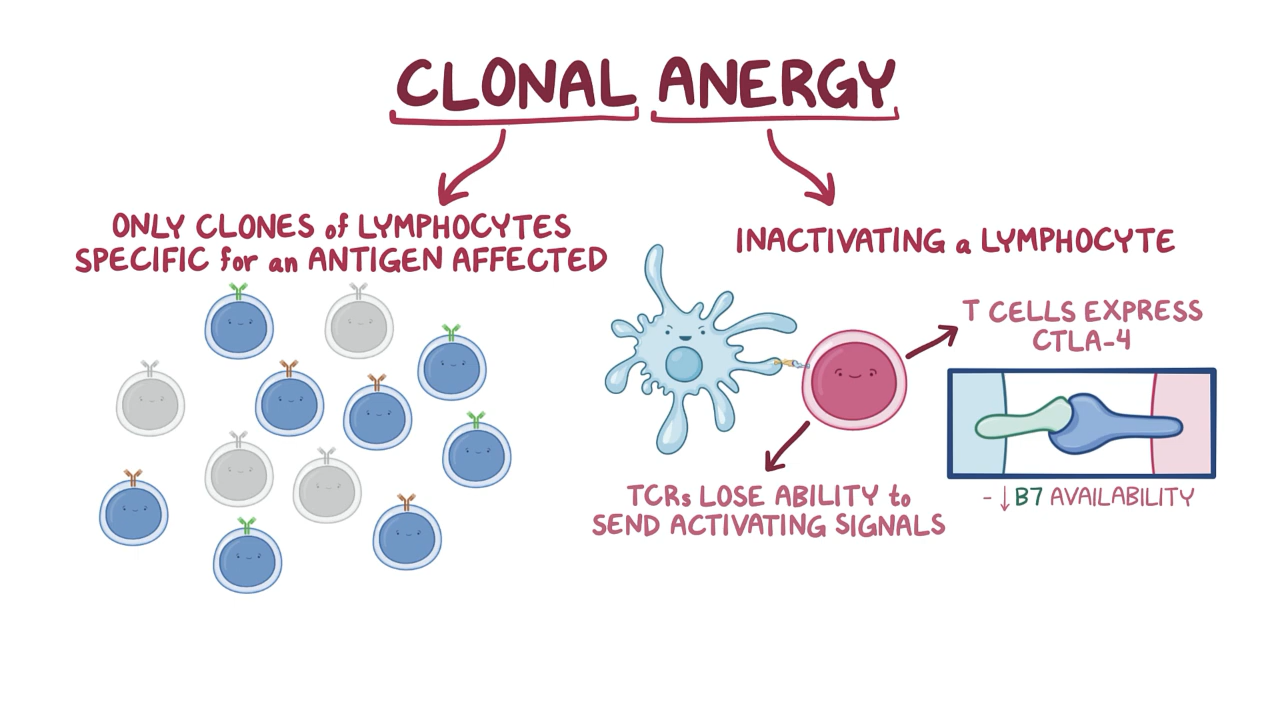 CLONAL ANERGY
ONLY CLONES of LYMPHOCYTES
SPECIFIC for an ANTIGEN AFFECTED
INACTIVATING a LYMPHOCYTE
T CELLS EXPRESS
CTLA-4
- ↓ B7 AVAILABILITY
TCRs LOSE ABILITY to
SEND ACTIVATING SIGNALS